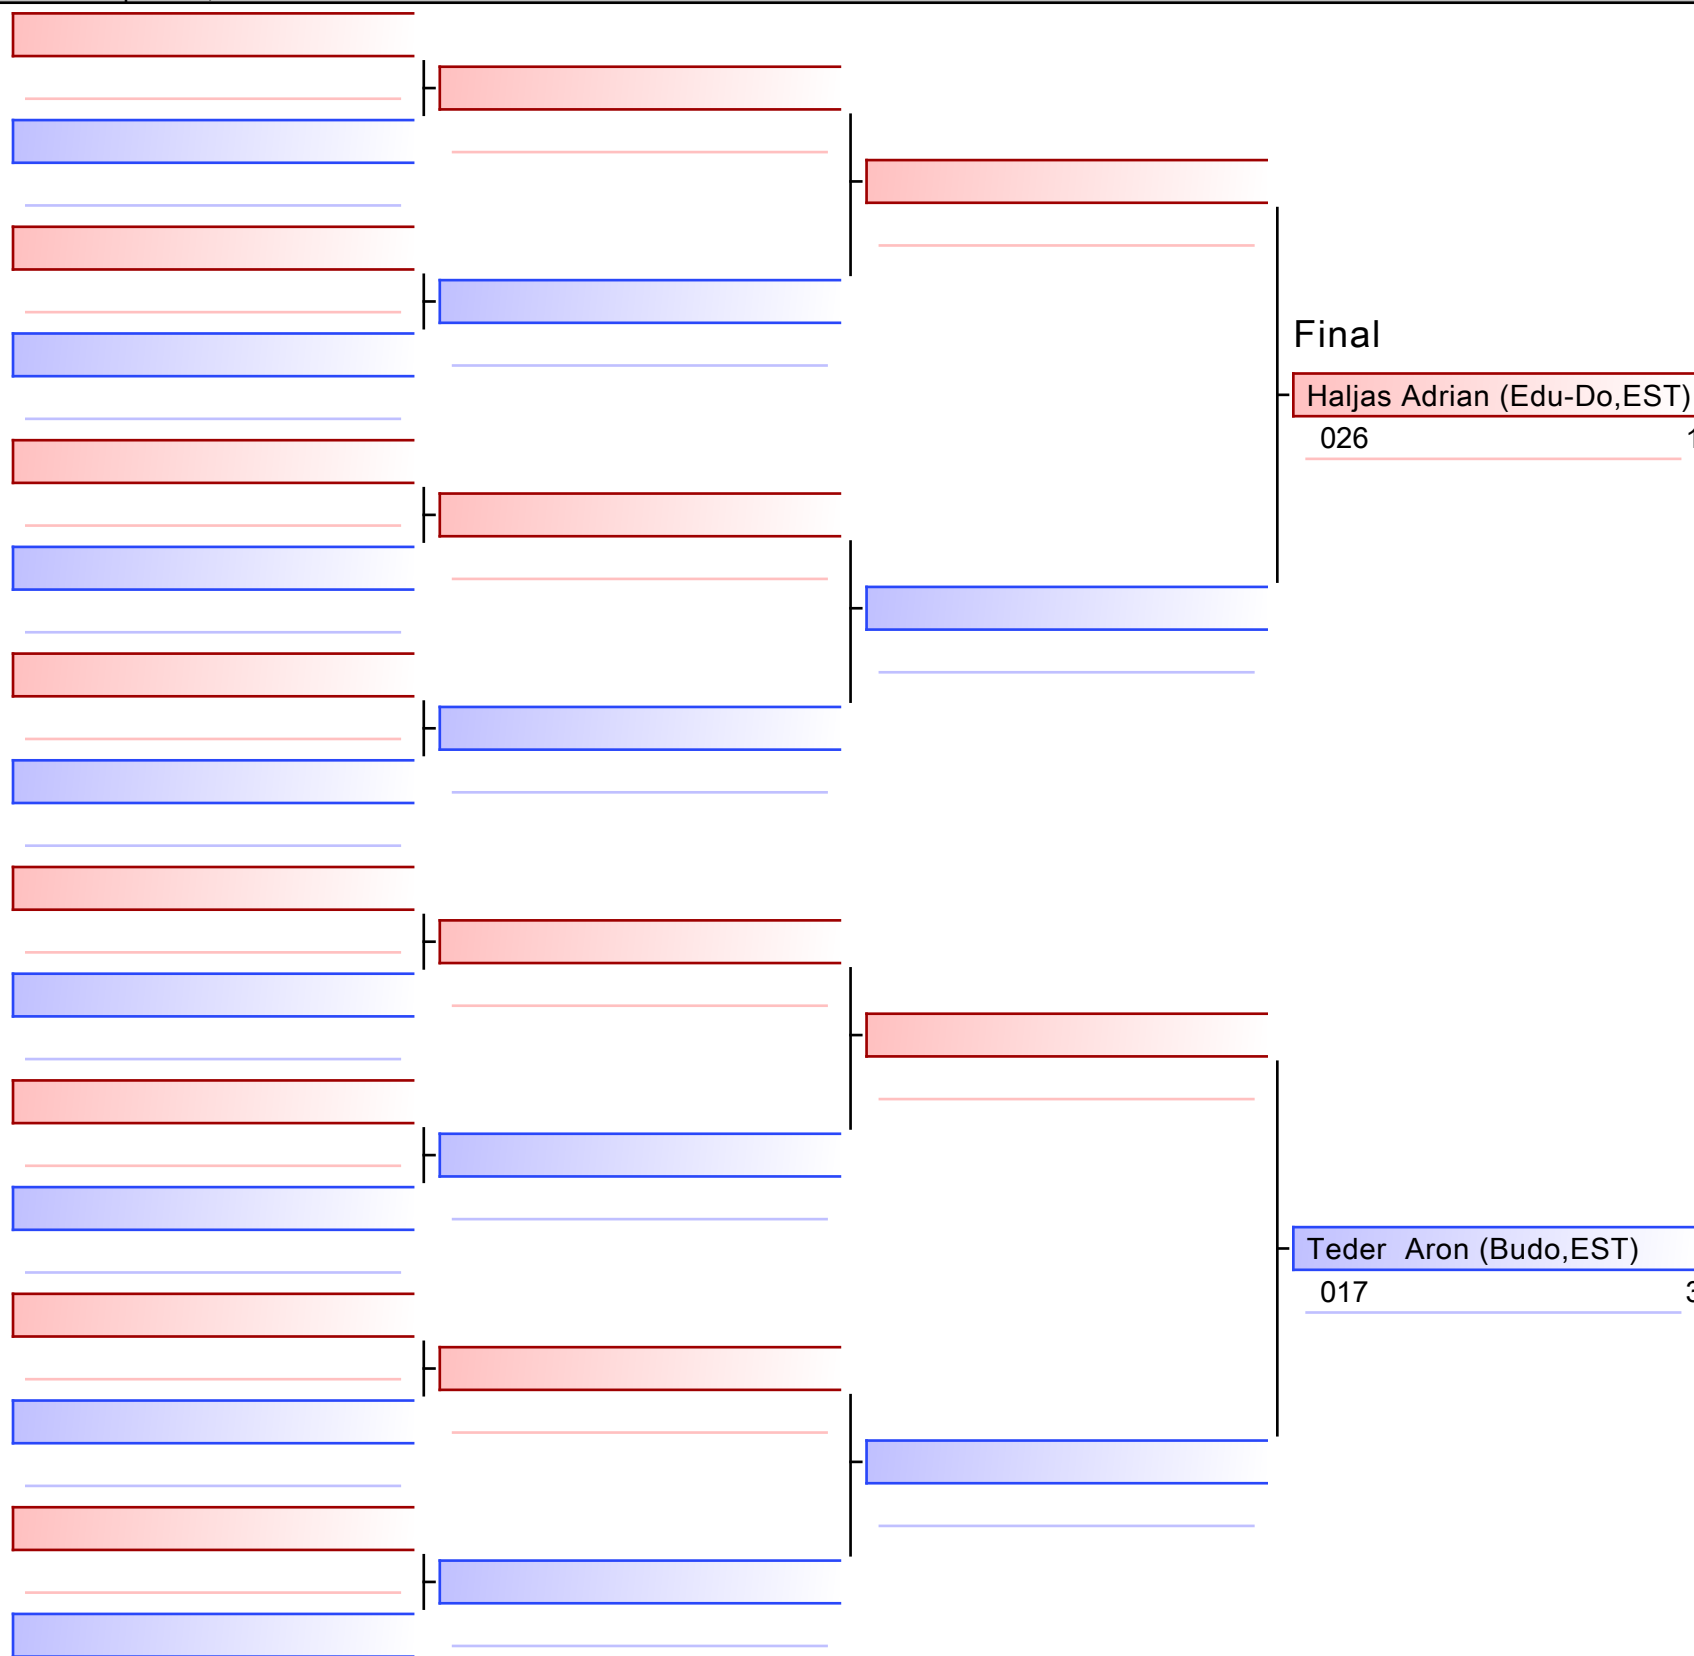 Final
Haljas Adrian (Edu-Do,EST)
026
Teder  Aron (Budo,EST)
017